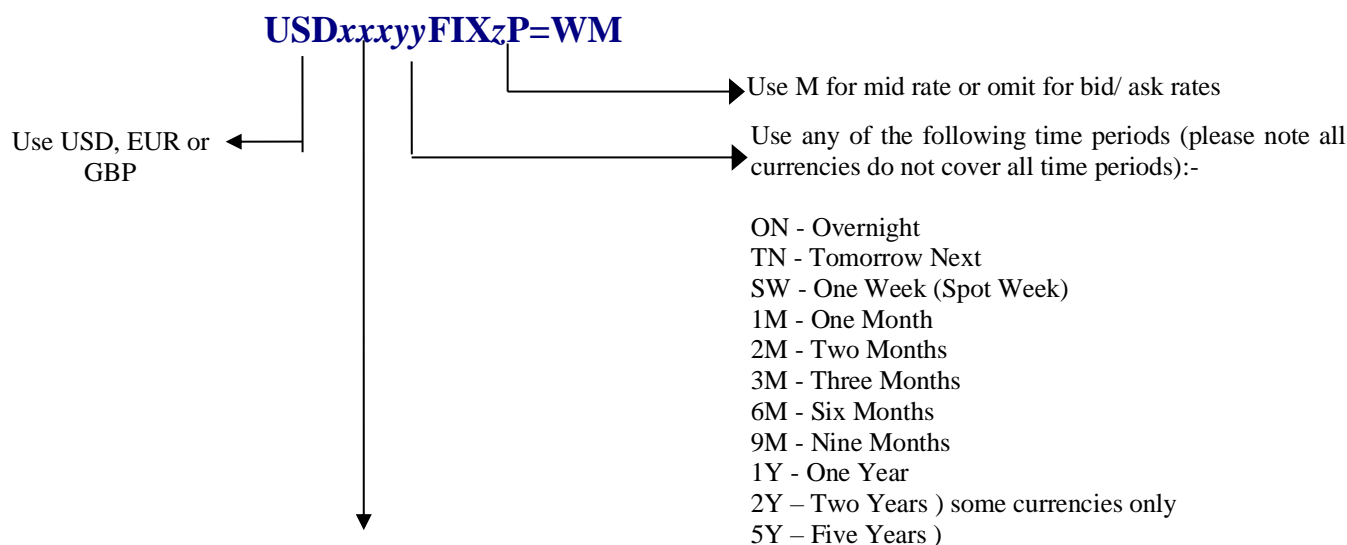 USDxxxyyFIXzP=WM
Use M for mid rate or omit for bid/ ask rates
Use USD, EUR or
GBP
Use any of the following time periods (please note all
currencies do not cover all time periods):-
ON - Overnight
TN - Tomorrow Next
SW - One Week (Spot Week)
1M - One Month
2M - Two Months
3M - Three Months
6M - Six Months
9M - Nine Months
1Y - One Year
2Y – Two Years ) some currencies only
5Y – Five Years )